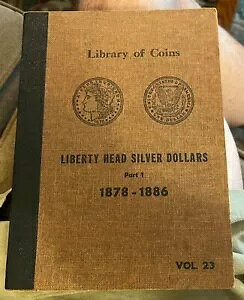 Library of Coins
LIBERTY HEAD SILVER DOLLARS
Part 1
1878 - 1886
VOL. 23